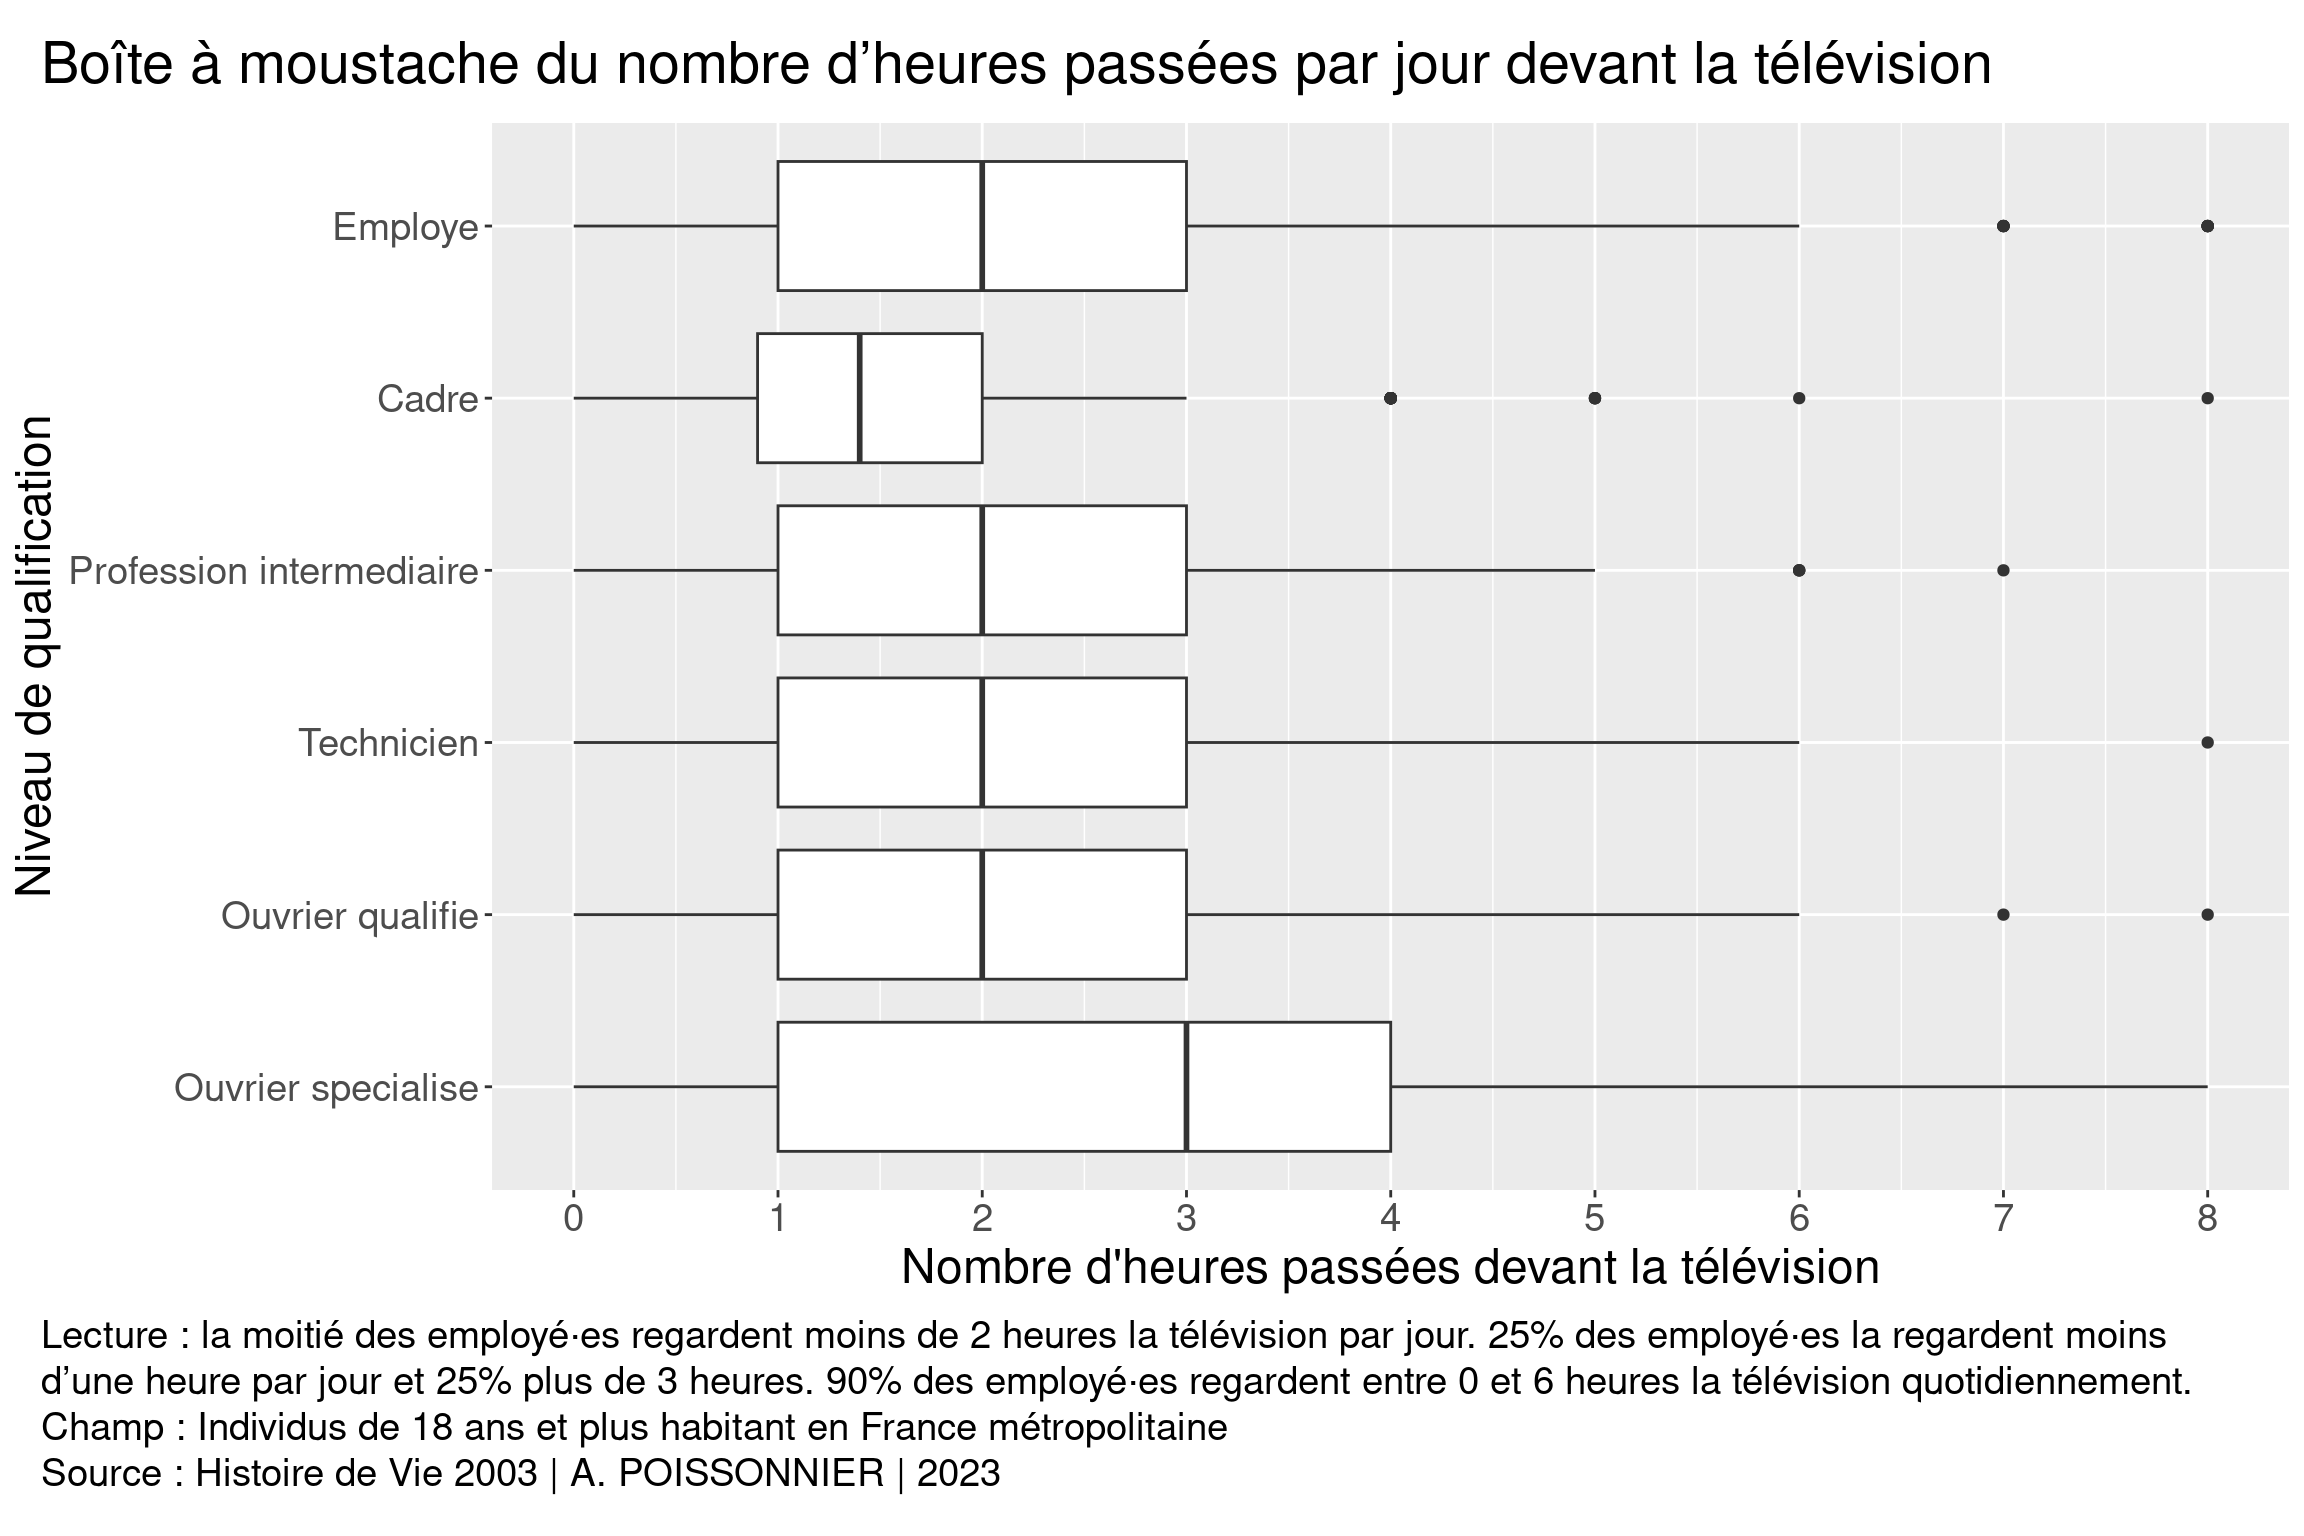 Boîte à moustache du nombre d’heures passées par jour devant la télévision
Niveau de qualification
Employe
Cadre
Profession intermediaire
Technicien
Ouvrier qualifie
Ouvrier specialise
0 1 2 3 4 5 6 7 8
Nombre d'heures passées devant la télévision
Lecture : la moitié des employé·es regardent moins de 2 heures la télévision par jour. 25% des employé·es la regardent moins
d’une heure par jour et 25% plus de 3 heures. 90% des employé·es regardent entre 0 et 6 heures la télévision quotidiennement.
Champ : Individus de 18 ans et plus habitant en France métropolitaine
Source : Histoire de Vie 2003 | A. POISSONNIER | 2023